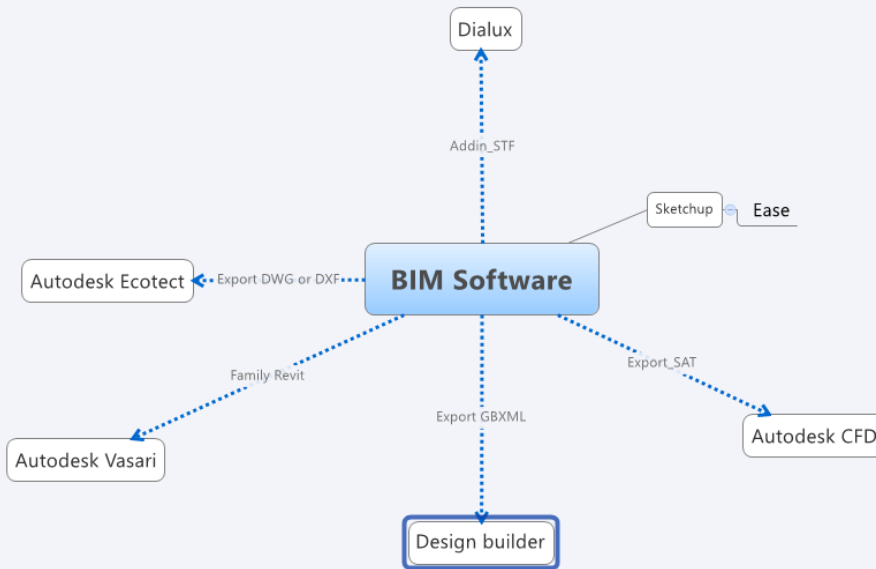 Dialux
Addin_STF
Sketchup
Ease
Autodesk Ecotect
Export DWG or DXF
BIM Software
Family Revit
Export_SAT
Export GBXML
Autodesk CFD
Autodesk Vasari
Design builder